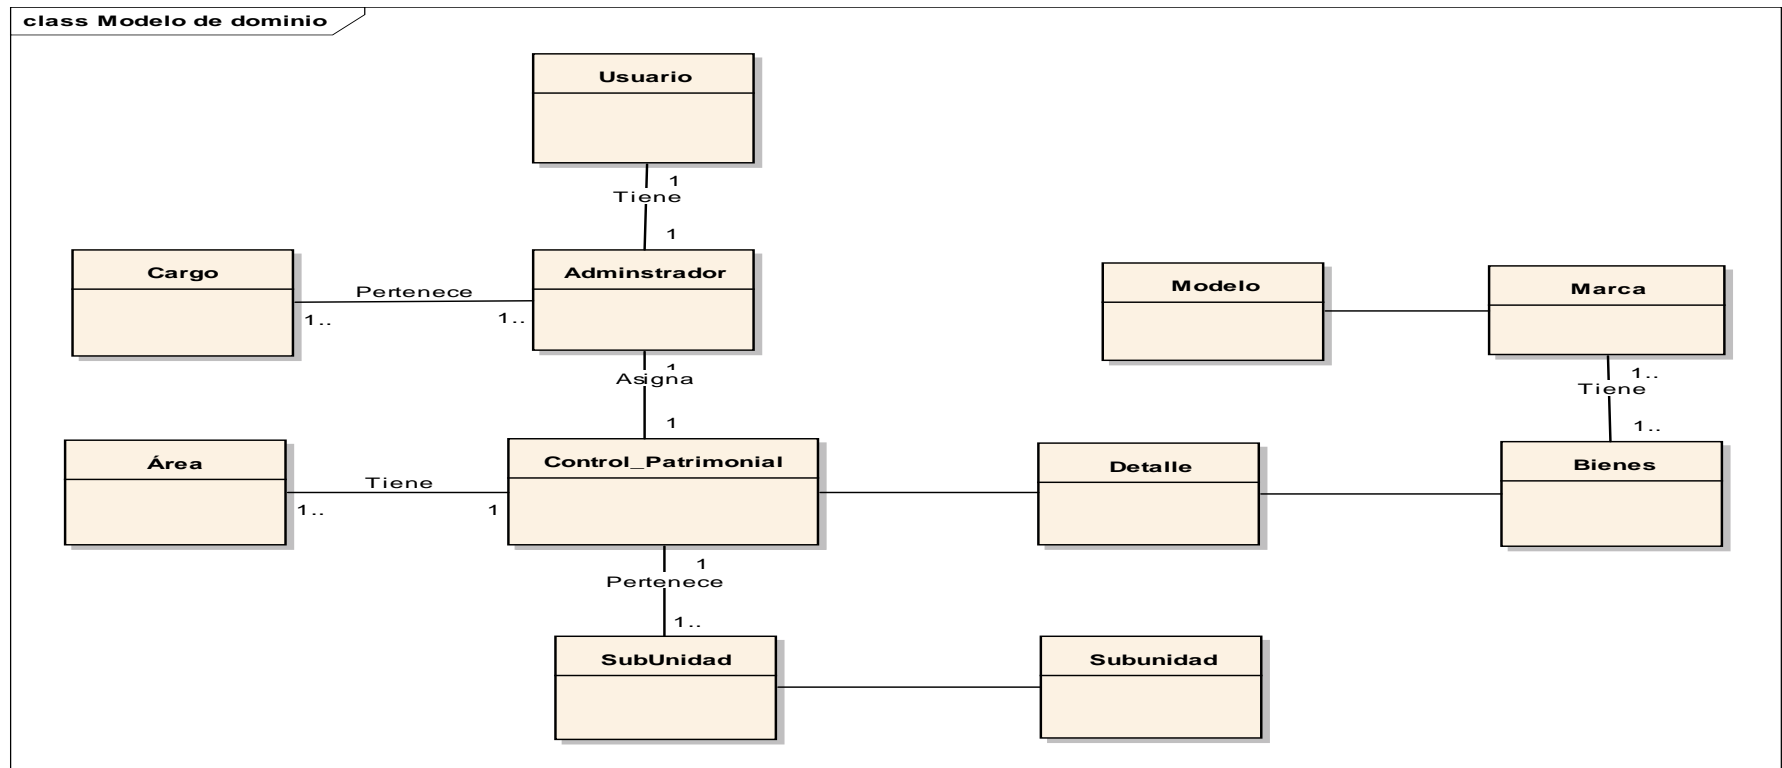 class Modelo de dominio
Usuario
1
Tiene
1
Cargo
Adminstrador
Pertenece
1..
1..
Modelo
Marca
1
Asigna
1
1..
Tiene
1..
Área
Control_Patrimonial
Tiene
1..
1
Detalle
Bienes
1
Pertenece
1..
SubUnidad
Subunidad